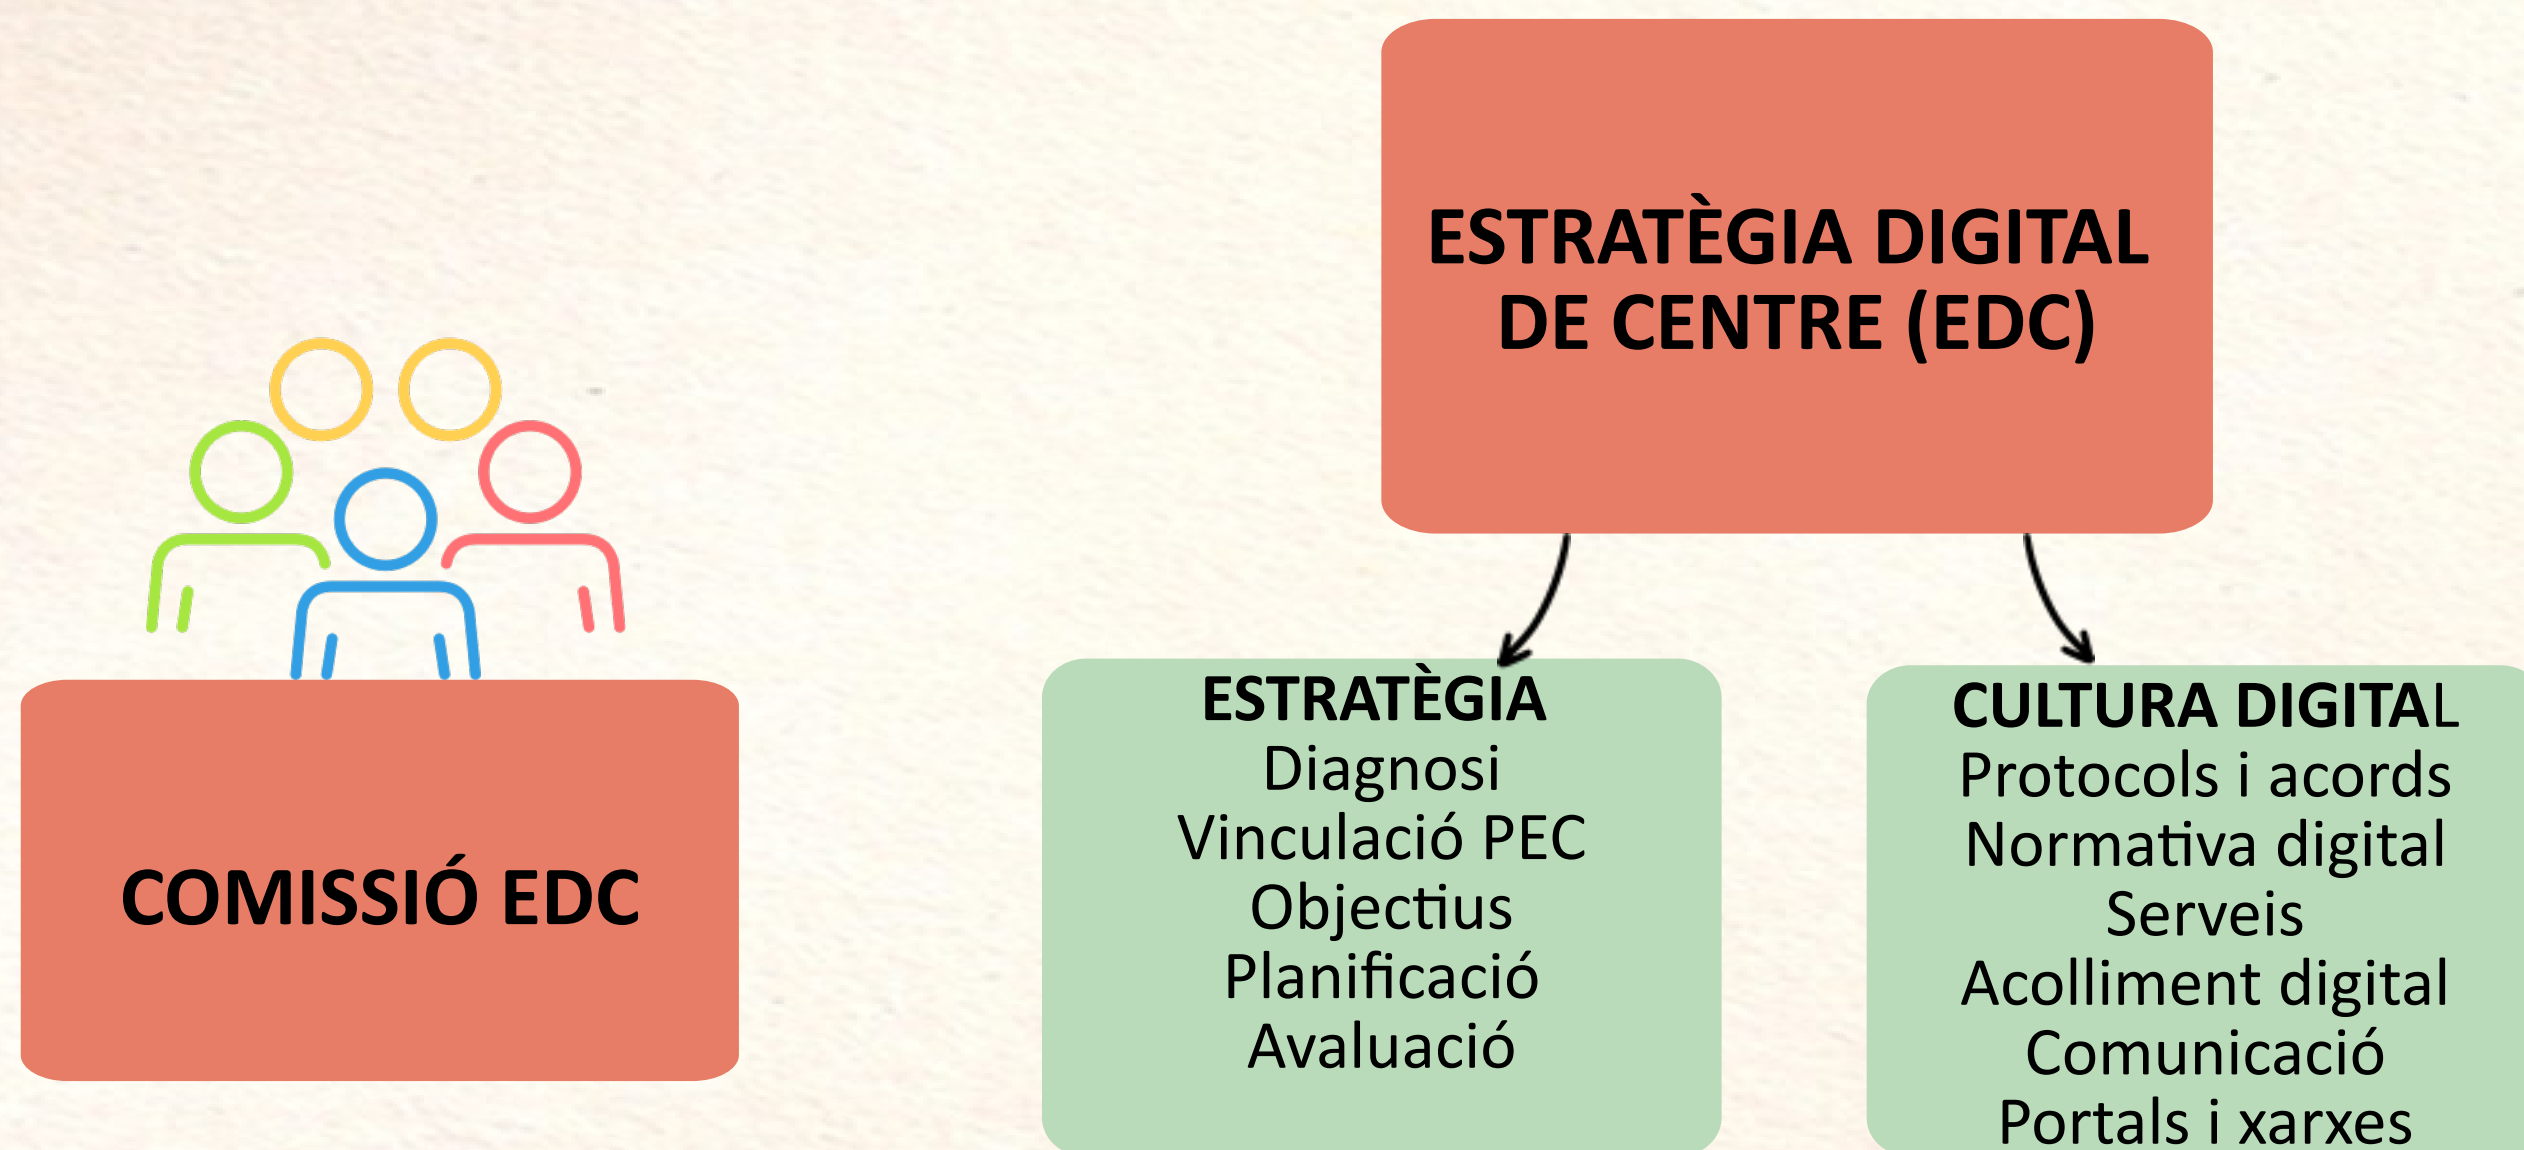 ESTRATÈGIA DIGITAL
DE CENTRE (EDC)
COMISSIÓ EDC
ESTRATÈGIA
Diagnosi
Vinculació PEC
Objectius
Planificació
Avaluació
CULTURA DIGITAL
Protocols i acords
Normativa digital
Serveis
Acolliment digital
Comunicació
Portals i xarxes